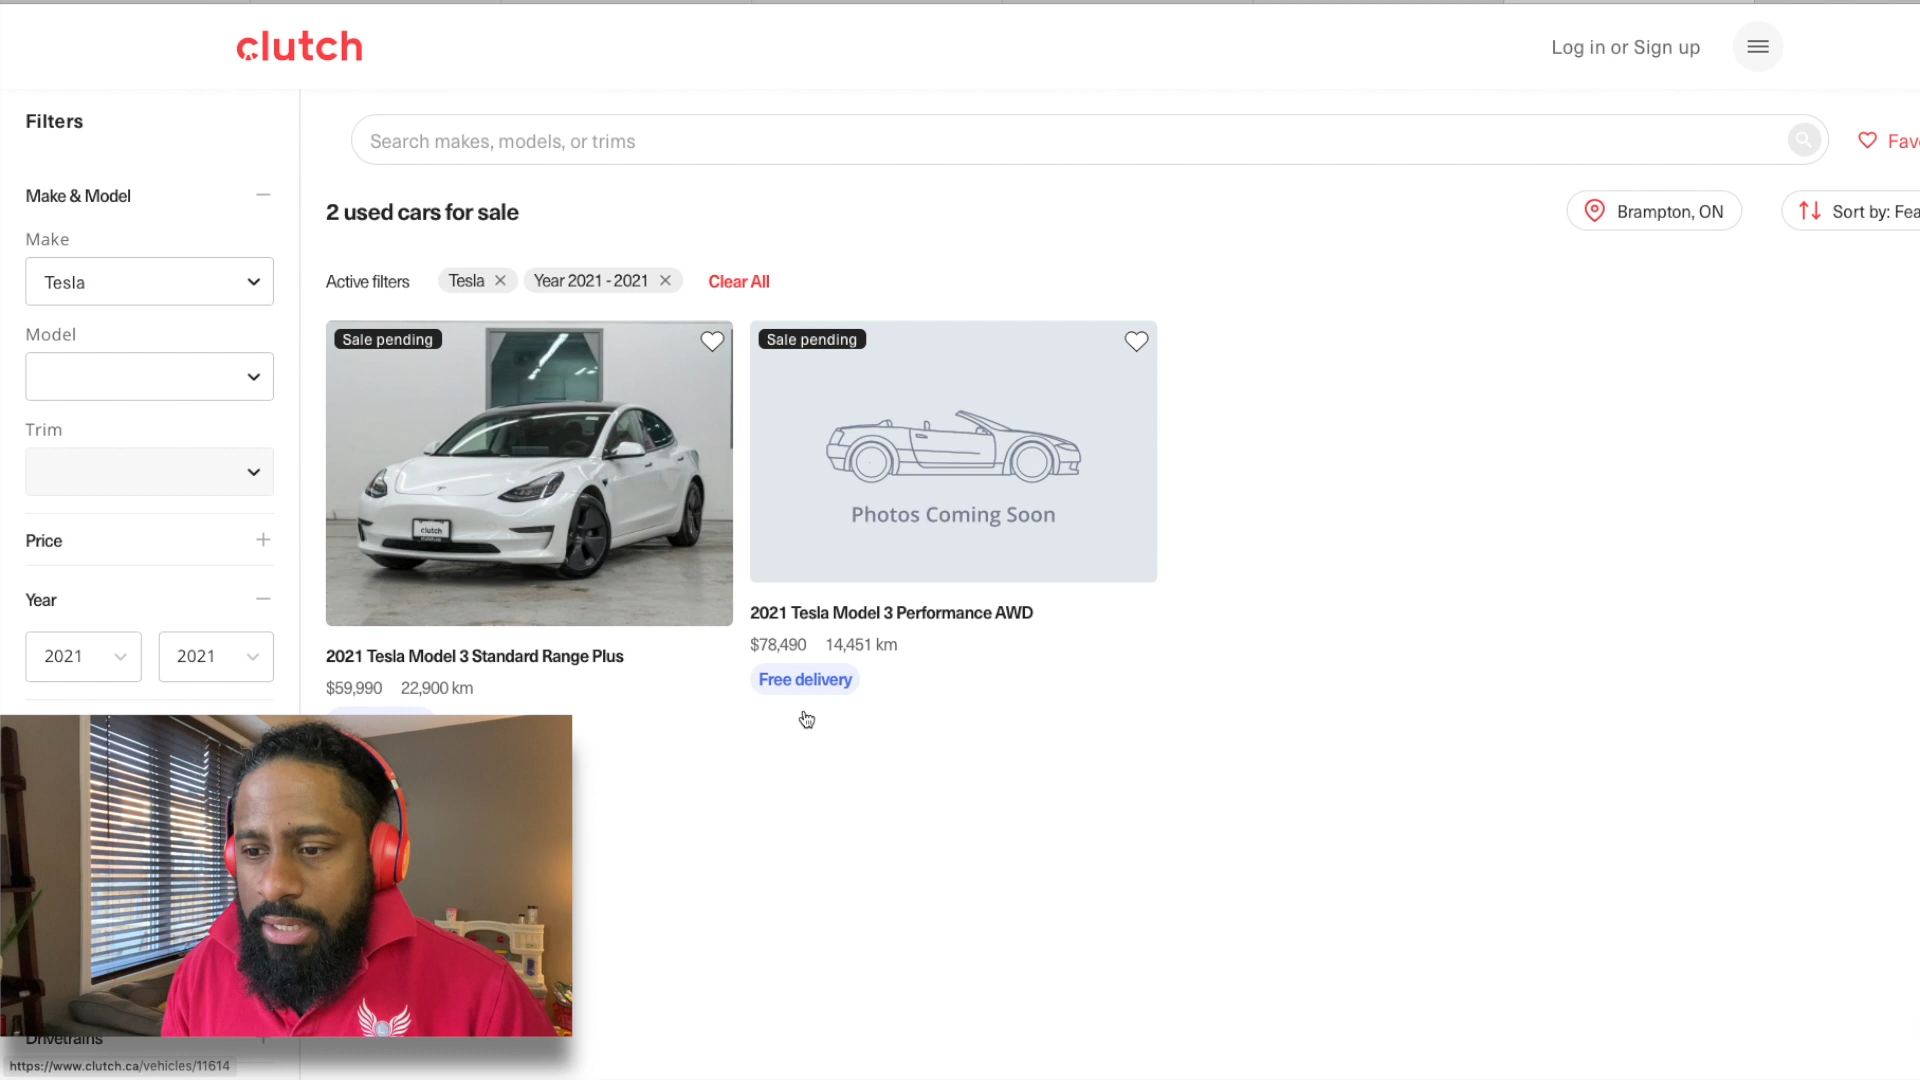 clutch
Log in or Sign up
Filters
Search makes, models, or trims
Make & Model
2 used cars for sale
Brampton, ON
Sort by: Fea
Make
Tesla
Active filters
Tesla
Year 2021 - 2021
Clear All
Model
Sale pending
Sale pending
Trim
Photos Coming Soon
clutch
Price
Year
2021
2021
2021 Tesla Model 3 Standard Range Plus
$59,990 22,900 km
2021 Tesla Model 3 Performance AWD
$78,490 14,451 km
Free delivery
Drivetrains
https://www.clutch.ca/vehicles/11614